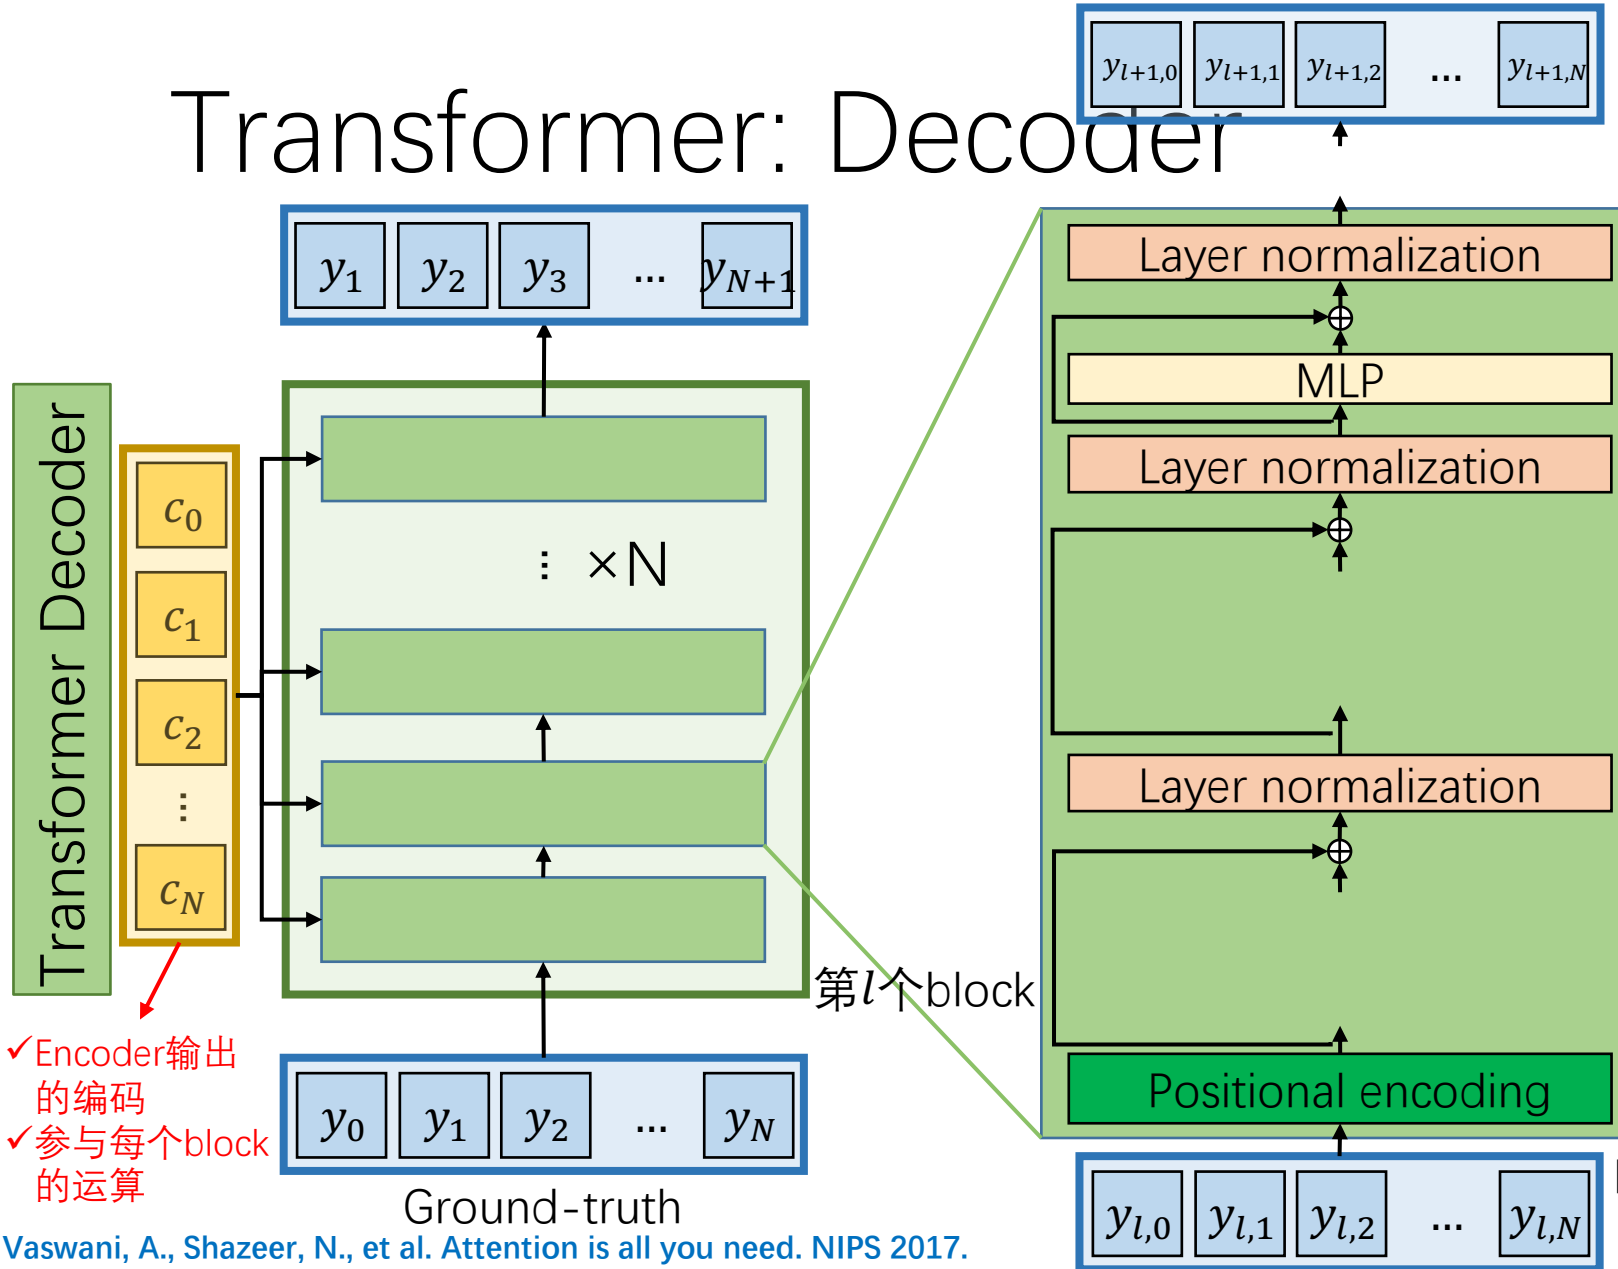 Transformer: Decoder
y_{l+1,0} y_{l+1,1} y_{l+1,2} ... y_{l+1,N}
y_1 y_2 y_3 ... y_{N+1}
Transformer Decoder
c_0
c_1
c_2
⋮
c_N
⋮ ×N
Layer normalization
MLP
Layer normalization
Layer normalization
Positional encoding
第l个block
✓Encoder输出
的编码
✓参与每个block
的运算
y_0 y_1 y_2 ... y_N
Ground-truth
y_{l,0} y_{l,1} y_{l,2} ... y_{l,N}
Vaswani, A., Shazeer, N., et al. Attention is all you need. NIPS 2017.